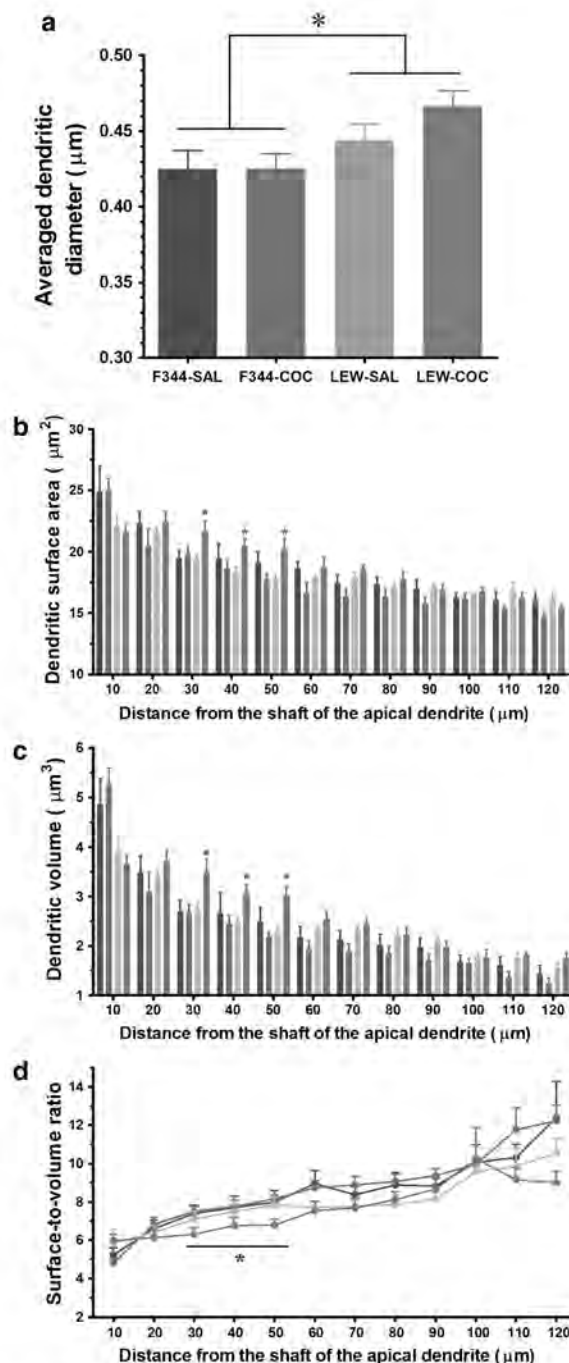 a
*
0.50
0.45
0.40
0.35
0.30
Averaged dendritic
diameter ( μm)
F344-SAL F344-COC LEW-SAL LEW-COC
b
30
25
20
15
10
Dendritic surface area ( μm²)
* * *
10 20 30 40 50 60 70 80 90 100 110 120
Distance from the shaft of the apical dendrite ( μm)
c
6
5
4
3
2
1
Dendritic volume ( μm³)
* * *
10 20 30 40 50 60 70 80 90 100 110 120
Distance from the shaft of the apical dendrite ( μm)
d
14
12
10
8
6
4
2
Surface-to-volume ratio
*
10 20 30 40 50 60 70 80 90 100 110 120
Distance from the shaft of the apical dendrite ( μm)